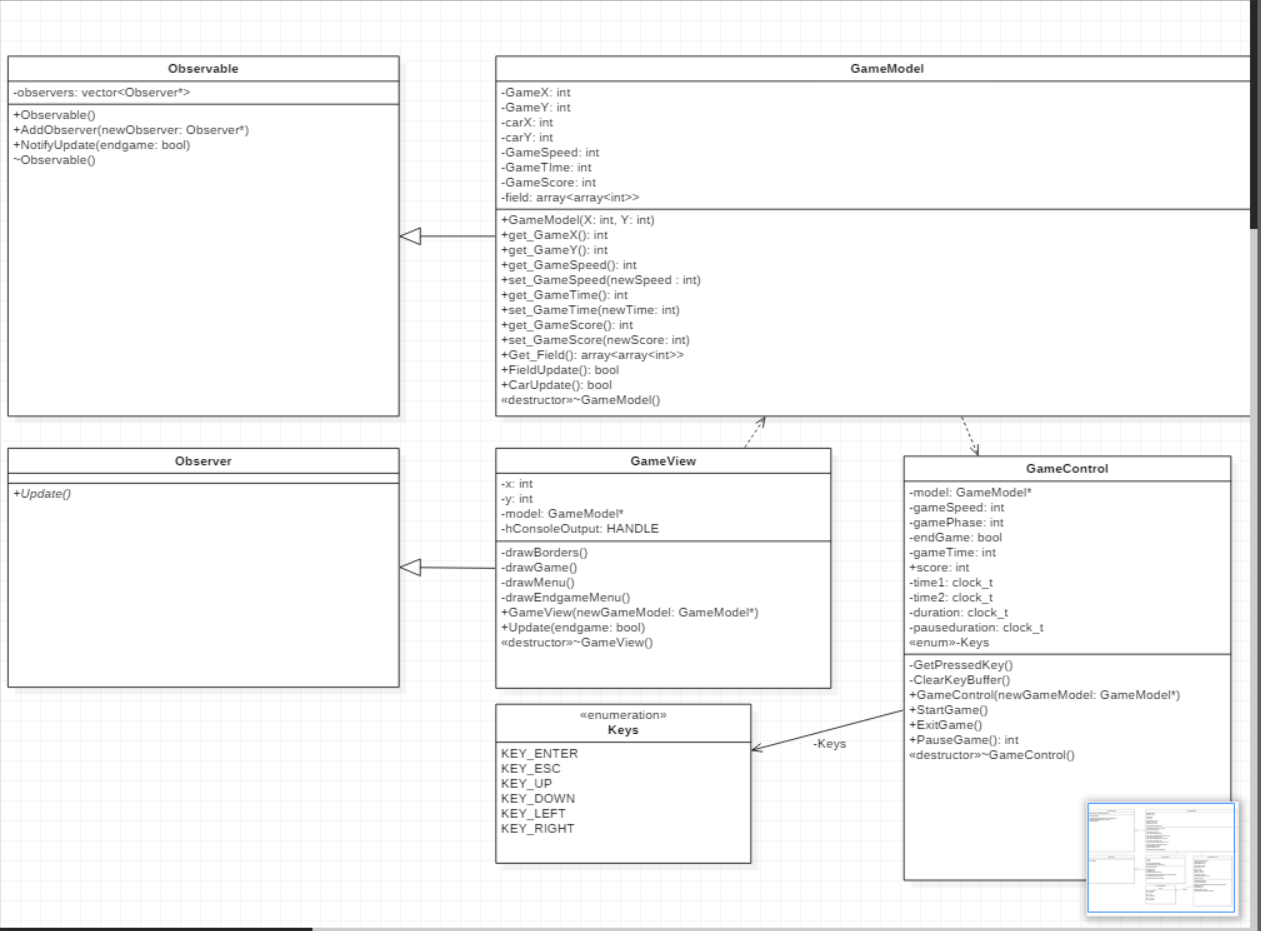 Observable
-observers: vector<Observer*>
+Observable()
+AddObserver(newObserver: Observer*)
+NotifyUpdate(endgame: bool)
~Observable()
GameModel
-GameX: int
-GameY: int
-carX: int
-carY: int
-GameSpeed: int
-GameTIme: int
-GameScore: int
-field: array<array<int>>
+GameModel(X: int, Y: int)
+get_GameX(): int
+get_GameY(): int
+get_GameSpeed(): int
+set_GameSpeed(newSpeed : int)
+get_GameTime(): int
+set_GameTime(newTime: int)
+get_GameScore(): int
+set_GameScore(newScore: int)
+Get_Field(): array<array<int>>
+FieldUpdate(): bool
+CarUpdate(): bool
«destructor»~GameModel()
Observer
+Update()
GameView
-x: int
-y: int
-model: GameModel*
-hConsoleOutput: HANDLE
-drawBorders()
-drawGame()
-drawMenu()
-drawEndgameMenu()
+GameView(newGameModel: GameModel*)
+Update(endgame: bool)
«destructor»~GameView()
GameControl
-model: GameModel*
-gameSpeed: int
-gamePhase: int
-endGame: bool
-gameTime: int
+score: int
-time1: clock_t
-time2: clock_t
-duration: clock_t
-pauseduration: clock_t
«enum»-Keys
-GetPressedKey()
-ClearKeyBuffer()
+GameControl(newGameModel: GameModel*)
+StartGame()
+ExitGame()
+PauseGame(): int
«destructor»~GameControl()
«enumeration»
Keys
KEY_ENTER
KEY_ESC
KEY_UP
KEY_DOWN
KEY_LEFT
KEY_RIGHT
-Keys